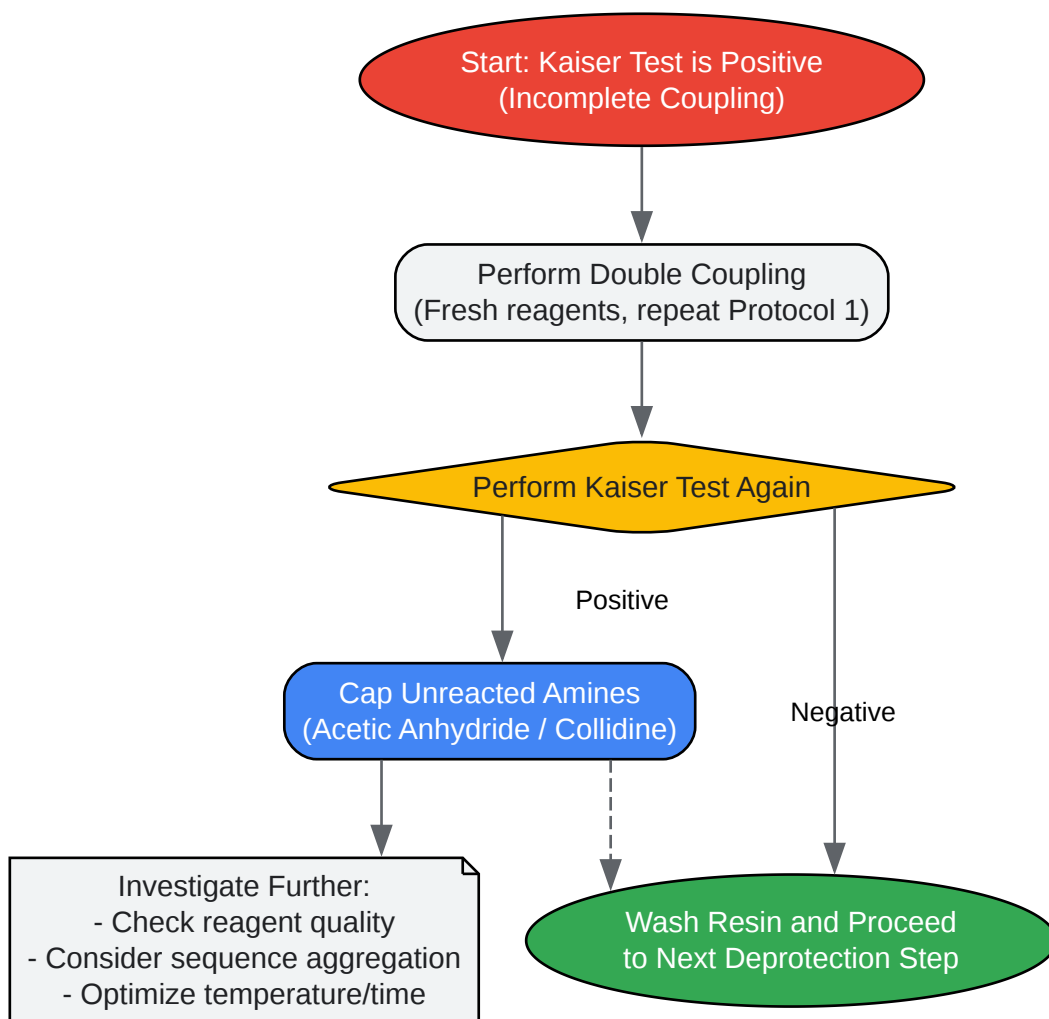 Start: Kaiser Test is Positive
(Incomplete Coupling)
Perform Double Coupling
(Fresh reagents, repeat Protocol 1)
Perform Kaiser Test Again
Positive
Cap Unreacted Amines
(Acetic Anhydride / Collidine)
Negative
Investigate Further:
- Check reagent quality
- Consider sequence aggregation
- Optimize temperature/time
Wash Resin and Proceed
to Next Deprotection Step